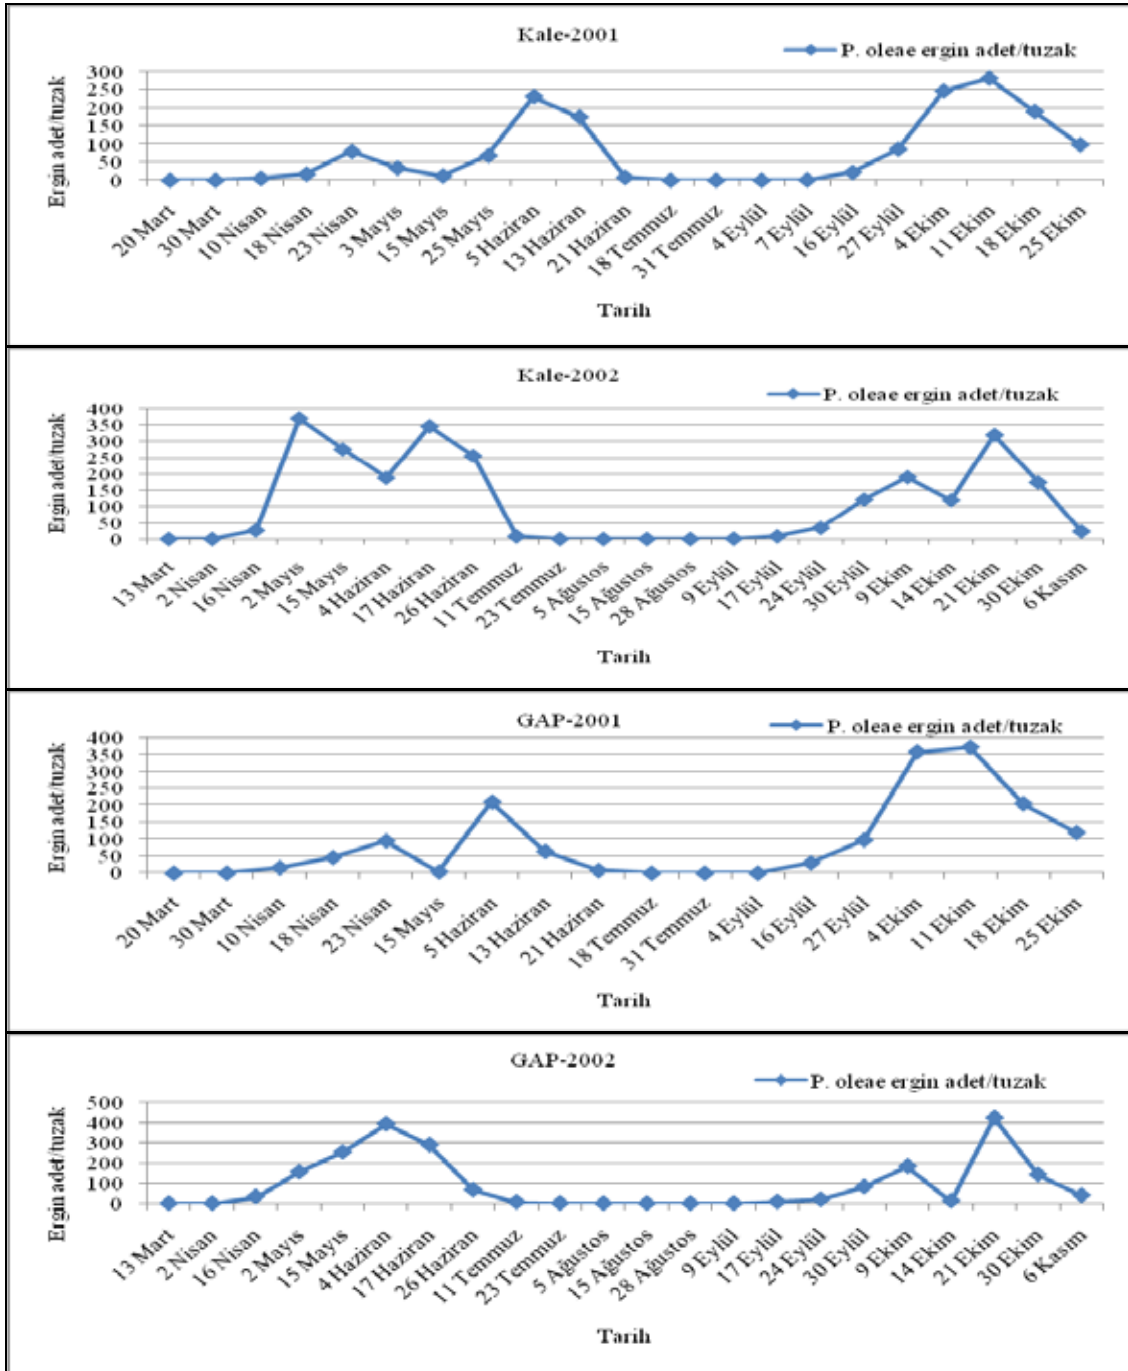 Kale-2001
P. oleae ergin adet/tuzak
Ergin adet/tuzak
300
250
200
150
100
50
0
20 Mart
30 Mart
10 Nisan
18 Nisan
23 Nisan
3 Mayıs
15 Mayıs
25 Mayıs
5 Haziran
13 Haziran
21 Haziran
18 Temmuz
31 Temmuz
4 Eylül
7 Eylül
16 Eylül
27 Eylül
4 Ekim
11 Ekim
18 Ekim
25 Ekim
Tarih
Kale-2002
P. oleae ergin adet/tuzak
Ergin adet/tuzak
400
350
300
250
200
150
100
50
0
13 Mart
2 Nisan
16 Nisan
2 Mayıs
15 Mayıs
4 Haziran
17 Haziran
26 Haziran
11 Temmuz
23 Temmuz
5 Ağustos
15 Ağustos
28 Ağustos
9 Eylül
17 Eylül
24 Eylül
30 Eylül
9 Ekim
14 Ekim
21 Ekim
30 Ekim
6 Kasım
Tarih
GAP-2001
P. oleae ergin adet/tuzak
Ergin adet/tuzak
400
350
300
250
200
150
100
50
0
20 Mart
30 Mart
10 Nisan
18 Nisan
23 Nisan
15 Mayıs
5 Haziran
13 Haziran
21 Haziran
18 Temmuz
31 Temmuz
4 Eylül
16 Eylül
27 Eylül
4 Ekim
11 Ekim
18 Ekim
25 Ekim
Tarih
GAP-2002
P. oleae ergin adet/tuzak
Ergin adet/tuzak
500
400
300
200
100
0
13 Mart
2 Nisan
16 Nisan
2 Mayıs
15 Mayıs
4 Haziran
17 Haziran
26 Haziran
11 Temmuz
23 Temmuz
5 Ağustos
15 Ağustos
28 Ağustos
9 Eylül
17 Eylül
24 Eylül
30 Eylül
9 Ekim
14 Ekim
21 Ekim
30 Ekim
6 Kasım
Tarih